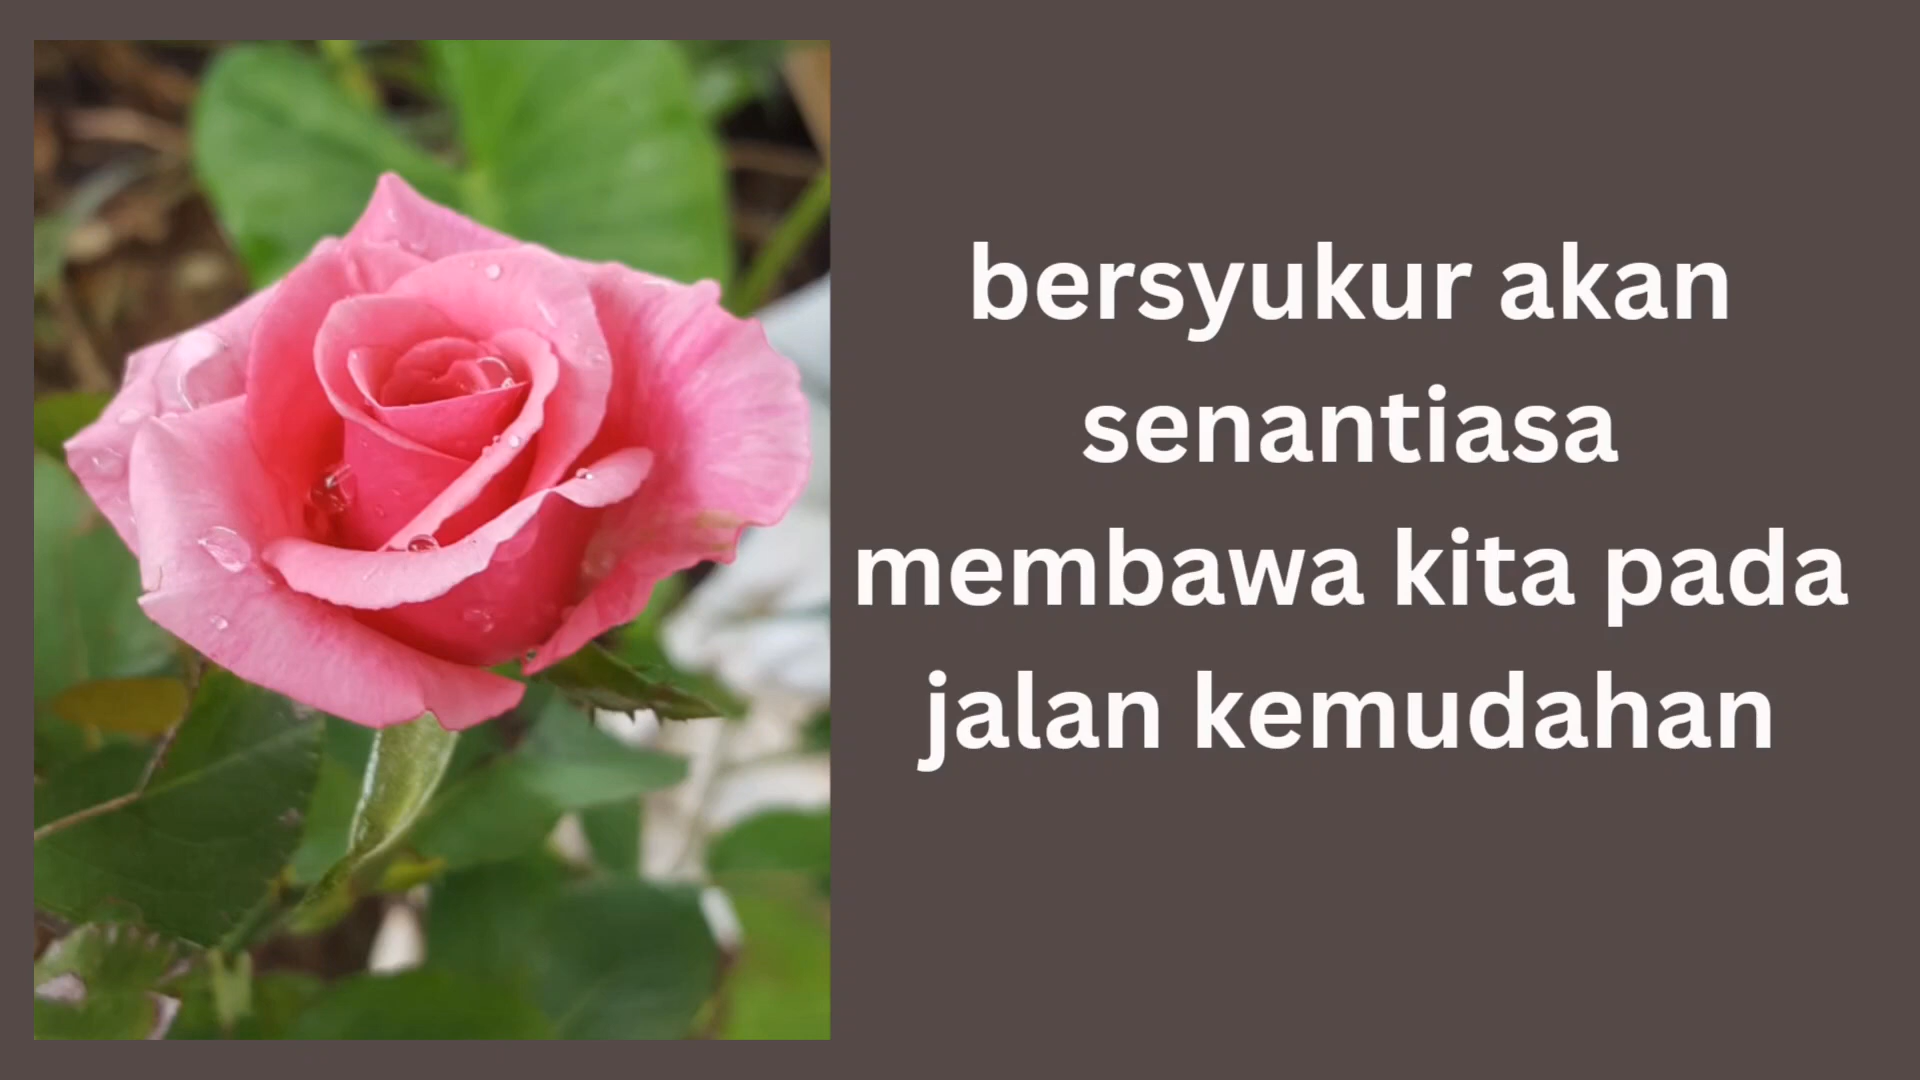 bersyukur akan
senantiasa
membawa kita pada
jalan kemudahan